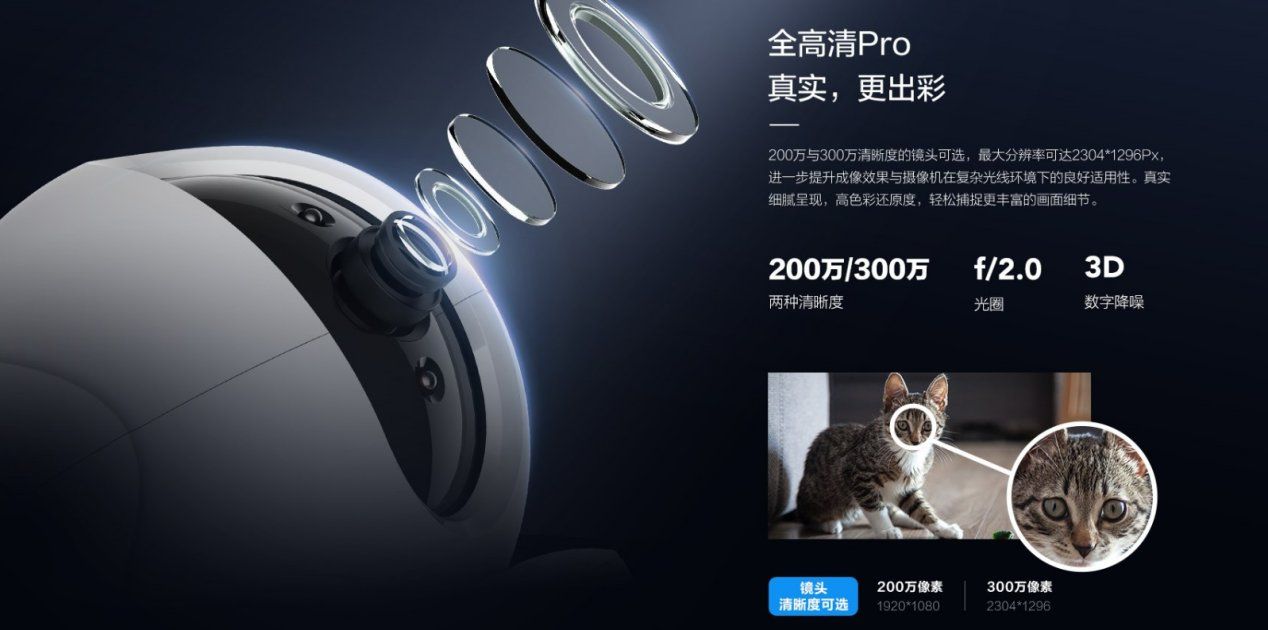 全高清Pro
真实，更出彩
200万与300万清晰度的镜头可选，最大分辨率可达2304*1296Px，
进一步提升成像效果与摄像机在复杂光线环境下的良好适用性。真实
细腻呈现，高色彩还原度，轻松捕捉更丰富的画面细节。
200万/300万
两种清晰度
f/2.0
光圈
3D
数字降噪
镜头
清晰度可选
200万像素
1920*1080
300万像素
2304*1296